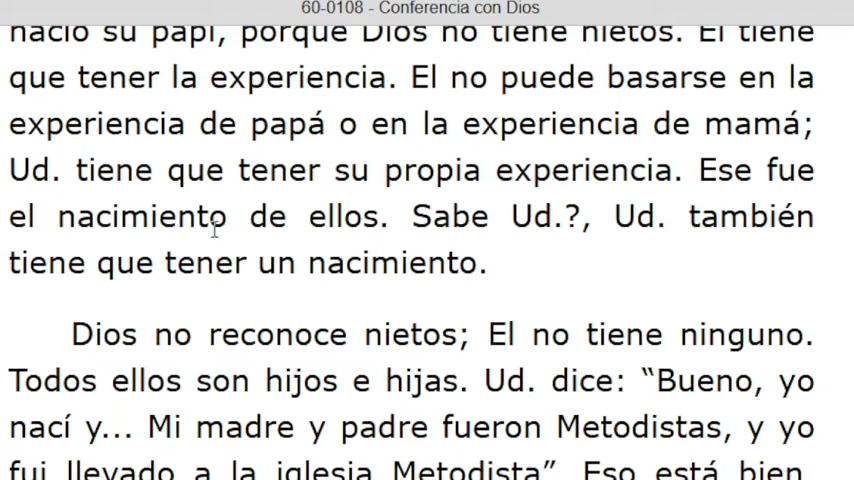 60-0108 - Conferencia con Dios
nació su papi, porque Dios no tiene nietos. El tiene
que tener la experiencia. El no puede basarse en la
experiencia de papá o en la experiencia de mamá;
Ud. tiene que tener su propia experiencia. Ese fue
el nacimiento de ellos. Sabe Ud.?, Ud. también
tiene que tener un nacimiento.
Dios no reconoce nietos; El no tiene ninguno.
Todos ellos son hijos e hijas. Ud. dice: “Bueno, yo
nací y... Mi madre y padre fueron Metodistas, y yo
fui llevado a la iglesia Metodista”. Eso está bien,